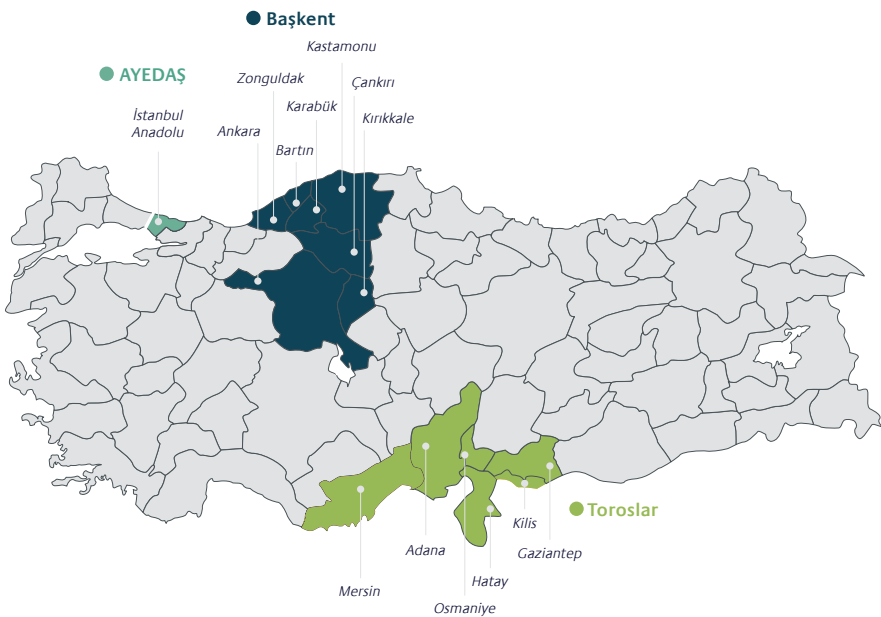 Başkent
Kastamonu
AYEDAŞ
Zonguldak
Çankırı
Karabük
İstanbul
Anadolu
Kırıkkale
Ankara
Bartın
Toroslar
Kilis
Adana
Gaziantep
Hatay
Mersin
Osmaniye